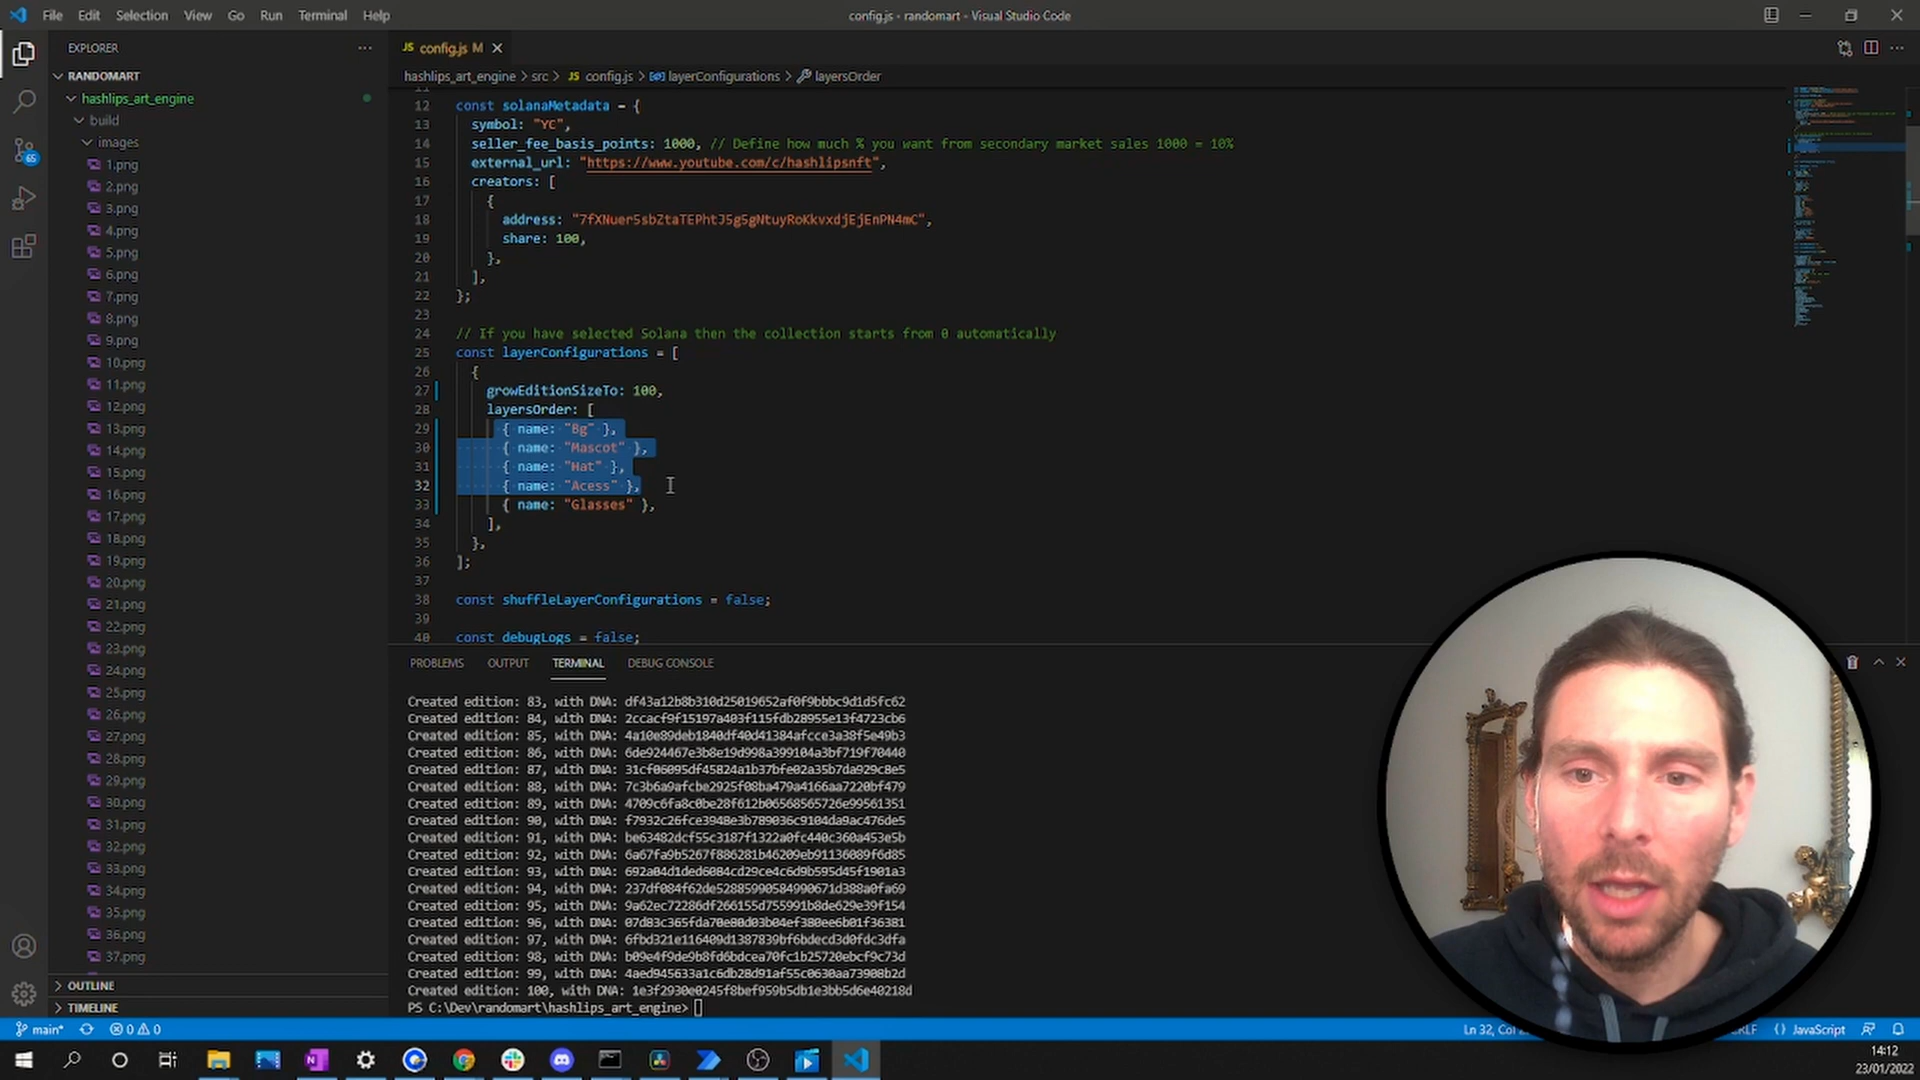 File Edit Selection View Go Run Terminal Help
config.js - randomart - Visual Studio Code
EXPLORER
RANDOMART
hashlips_art_engine
build
images
1.png
2.png
3.png
4.png
5.png
6.png
7.png
8.png
9.png
10.png
11.png
12.png
13.png
14.png
15.png
16.png
17.png
18.png
19.png
20.png
21.png
22.png
23.png
24.png
25.png
26.png
27.png
28.png
29.png
30.png
31.png
32.png
33.png
34.png
35.png
36.png
37.png
OUTLINE
TIMELINE
65
JS config.js M
hashlips_art_engine > src > JS config.js > layerConfigurations > layersOrder
12 const solanaMetadata = {
13 symbol: "YC",
14 seller_fee_basis_points: 1000, // Define how much % you want from secondary market sales 1000 = 10%
15 external_url: "https://www.youtube.com/c/hashlipsnft",
16 creators: [
17 {
18 address: "7fXNuer5sbZtaTEPhtJ5g5gNtuyRoKkvxdjEjEnPN4mC",
19 share: 100,
20 },
21 ],
22 };
23
24 // If you have selected Solana then the collection starts from 0 automatically
25 const layerConfigurations = [
26 {
27 growEditionSizeTo: 100,
28 layersOrder: [
29 { name: "Bg" },
30 { name: "Mascot" },
31 { name: "Hat" },
32 { name: "Acess" },
33 { name: "Glasses" },
34 ],
35 },
36 ];
37
38 const shuffleLayerConfigurations = false;
39
40 const debugLogs = false;
PROBLEMS OUTPUT TERMINAL DEBUG CONSOLE
Created edition: 83, with DNA: df43a12b8b310d25019652af0f9bbbc9d1d5fc62
Created edition: 84, with DNA: 2ccacf9f15197a403f115fdb28955e13f4723cb6
Created edition: 85, with DNA: 4a10e89deb1840df40d41384afcce3a38f5e49b3
Created edition: 86, with DNA: 6de924467e3b8e19d998a399104a3bf719f70440
Created edition: 87, with DNA: 31cf06095df45824a1b37bfe02a35b7da929c8e5
Created edition: 88, with DNA: 7c3b6a9afcbe2925f08ba479a4166aa7220bf479
Created edition: 89, with DNA: 4709c6fa8c0be28f612b06568565726e99561351
Created edition: 90, with DNA: f7932c26fce3948e3b789036c9104da9ac476de5
Created edition: 91, with DNA: be63482dcf55c3187f1322a0fc440c360a453e5b
Created edition: 92, with DNA: 6a67fa9b5267f886281b46209eb91136089f6d85
Created edition: 93, with DNA: 692a04d1ded6084cd29ce4c6d9b595d45f1901a3
Created edition: 94, with DNA: 237df084f62de52885990584990671d388a0fa69
Created edition: 95, with DNA: 9a62ec72286df266155d755991b8de629e39f154
Created edition: 96, with DNA: 07d83c365fda70e80d03b04ef380ee6b01f36381
Created edition: 97, with DNA: 6fbd321e116409d1387839bf6bdecd3d0fdc3dfa
Created edition: 98, with DNA: b09e4f9de9b8fd6bdcea70fc1b25720ebcf9c73d
Created edition: 99, with DNA: 4aed945633a1c6db28d91af55c0630aa73908b2d
Created edition: 100, with DNA: 1e3f2930e0245f8bef959b5db1e3bb5d6e40218d
PS C:\Dev\randomart\hashlips_art_engine>
main* 0 0
Ln 32, Col
CRLF {} JavaScript
14:12
23/01/2022